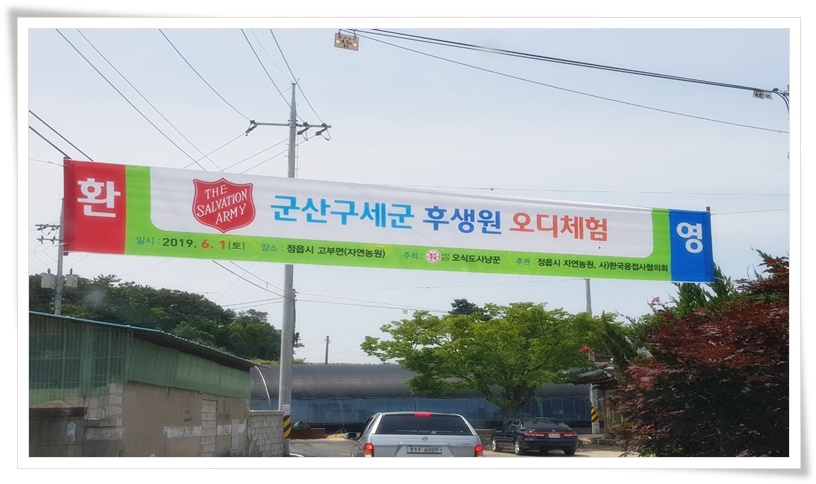 환 영
THE
SALVATION
ARMY
군산구세군 후생원 오디체험
일시 : 2019. 6. 1(토) 장소 : 정읍시 고부면(자연농원) 주최 : 오식도사냥꾼 후원 : 정읍시 자연농원, 사)한국용접사협의회